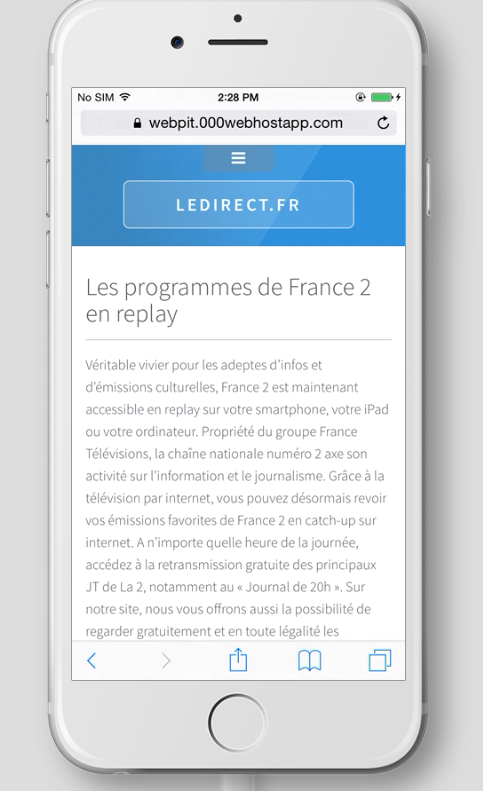 No SIM 2:28 PM
webpit.000webhostapp.com
LEDIRECT.FR
Les programmes de France 2
en replay
Véritable vivier pour les adeptes d'infos et
d'émissions culturelles, France 2 est maintenant
accessible en replay sur votre smartphone, votre iPad
ou votre ordinateur. Propriété du groupe France
Télévisions, la chaîne nationale numéro 2 axe son
activité sur l'information et le journalisme. Grâce à la
télévision par internet, vous pouvez désormais revoir
vos émissions favorites de France 2 en catch-up sur
internet. A n'importe quelle heure de la journée,
accédez à la retransmission gratuite des principaux
JT de La 2, notamment au « Journal de 20h ». Sur
notre site, nous vous offrons aussi la possibilité de
regarder gratuitement et en toute légalité les